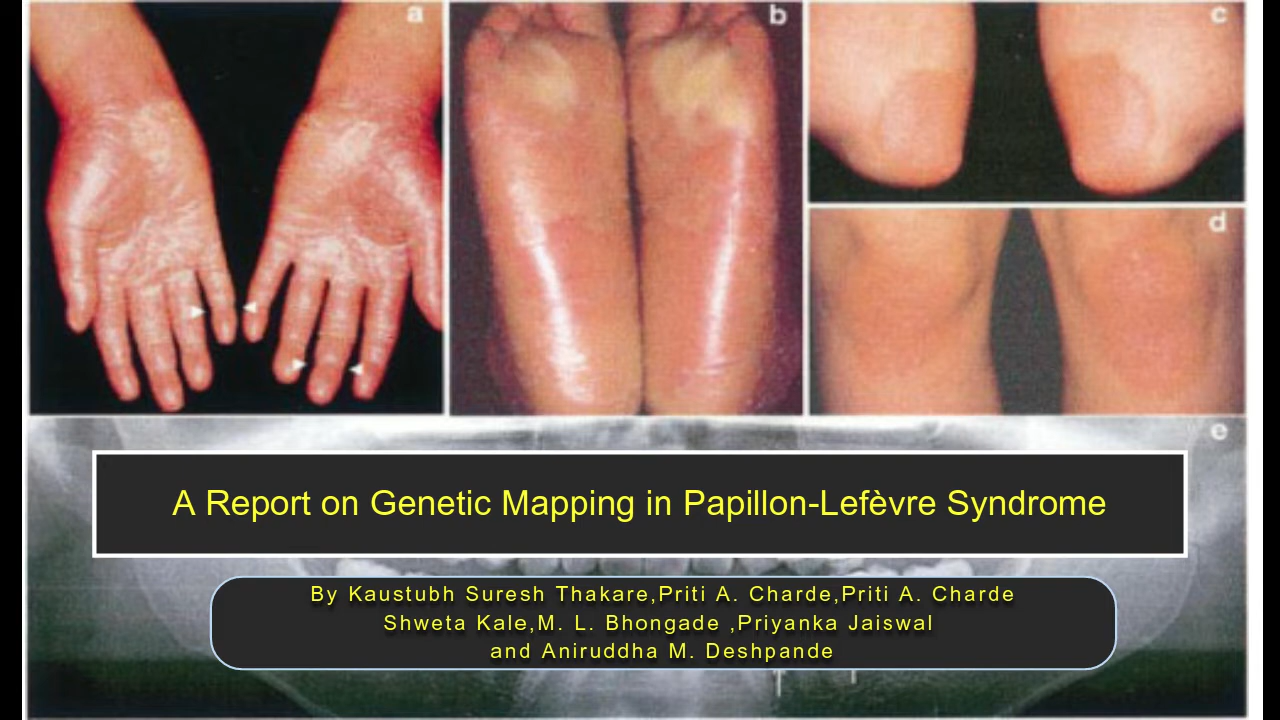 a
b
c
d
e
A Report on Genetic Mapping in Papillon-Lefèvre Syndrome
By Kaustubh Suresh Thakare,Priti A. Charde,Priti A. Charde
Shweta Kale,M. L. Bhongade ,Priyanka Jaiswal
and Aniruddha M. Deshpande